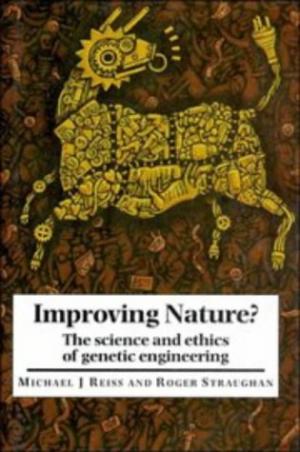 Improving Nature?
The science and ethics
of genetic engineering
MICHAEL J REISS AND ROGER STRAUGHAN